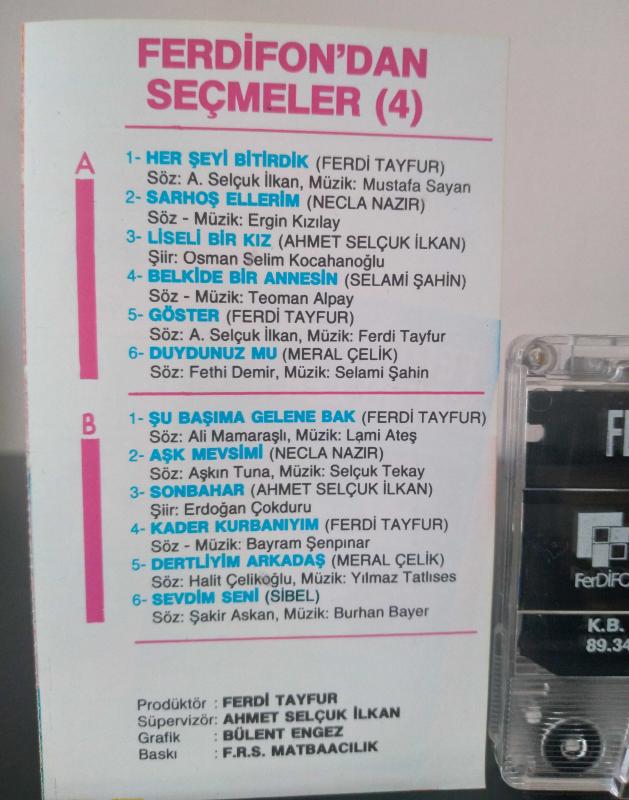 FERDİFON'DAN
SEÇMELER (4)
A
1- HER ŞEYİ BİTİRDİK (FERDİ TAYFUR)
Söz: A. Selçuk İlkan, Müzik: Mustafa Sayan
2- SARHOŞ ELLERİM (NECLA NAZIR)
Söz - Müzik: Ergin Kızılay
3- LİSELİ BİR KIZ (AHMET SELÇUK İLKAN)
Şiir: Osman Selim Kocahanoğlu
4- BELKİDE BİR ANNESİN (SELAMİ ŞAHİN)
Söz - Müzik: Teoman Alpay
5- GÖSTER (FERDİ TAYFUR)
Söz: A. Selçuk İlkan, Müzik: Ferdi Tayfur
6- DUYDUNUZ MU (MERAL ÇELİK)
Söz: Fethi Demir, Müzik: Selami Şahin
B
1- ŞU BAŞIMA GELENE BAK (FERDİ TAYFUR)
Söz: Ali Mamaraşlı, Müzik: Lami Ateş
2- AŞK MEVSİMİ (NECLA NAZIR)
Söz: Aşkın Tuna, Müzik: Selçuk Tekay
3- SONBAHAR (AHMET SELÇUK İLKAN)
Şiir: Erdoğan Çokduru
4- KADER KURBANIYIM (FERDİ TAYFUR)
Söz - Müzik: Bayram Şenpınar
5- DERTLİYİM ARKADAŞ (MERAL ÇELİK)
Söz: Halit Çelikoğlu, Müzik: Yılmaz Tatlıses
6- SEVDİM SENİ (SİBEL)
Söz: Şakir Askan, Müzik: Burhan Bayer
Prodüktör : FERDİ TAYFUR
Süpervizör: AHMET SELÇUK İLKAN
Grafik : BÜLENT ENGEZ
Baskı : F.R.S. MATBAACILIK
FerDİFO
K.B.
89.34